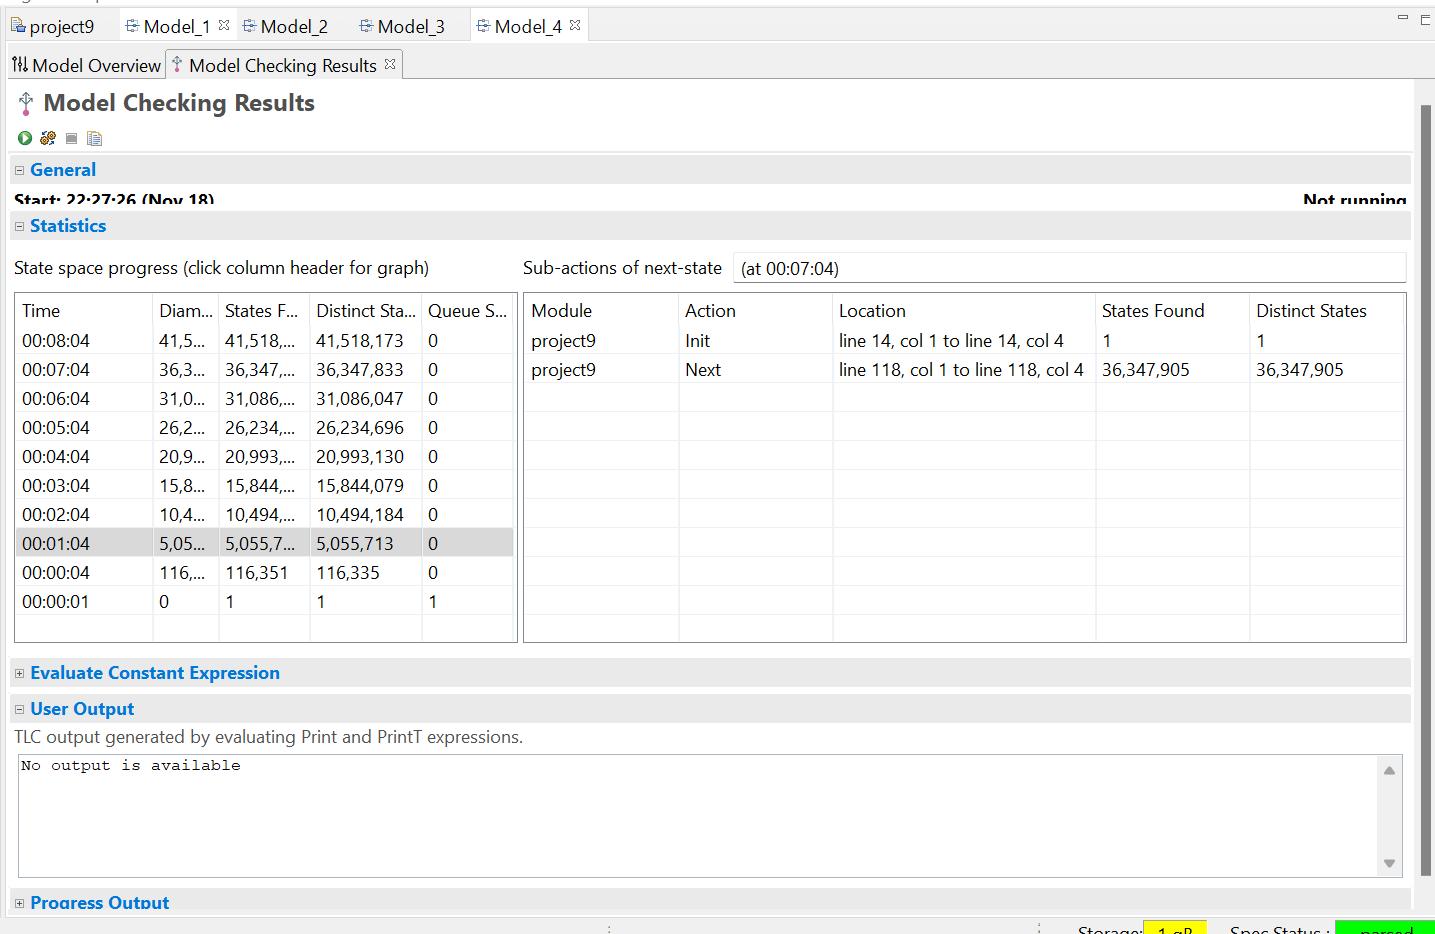 project9 Model_1 Model_2 Model_3 Model_4
Model Overview Model Checking Results
Model Checking Results
General
Start: 22:27:26 (Nov 18) Not running
Statistics
State space progress (click column header for graph) Sub-actions of next-state (at 00:07:04)
Time Diam... States F... Distinct Sta... Queue S... Module Action Location States Found Distinct States
00:08:04 41,5... 41,518,... 41,518,173 0 project9 Init line 14, col 1 to line 14, col 4 1 1
00:07:04 36,3... 36,347,... 36,347,833 0 project9 Next line 118, col 1 to line 118, col 4 36,347,905 36,347,905
00:06:04 31,0... 31,086,... 31,086,047 0
00:05:04 26,2... 26,234,... 26,234,696 0
00:04:04 20,9... 20,993,... 20,993,130 0
00:03:04 15,8... 15,844,... 15,844,079 0
00:02:04 10,4... 10,494,... 10,494,184 0
00:01:04 5,05... 5,055,7... 5,055,713 0
00:00:04 116,... 116,351 116,335 0
00:00:01 0 1 1 1
Evaluate Constant Expression
User Output
TLC output generated by evaluating Print and PrintT expressions.
No output is available
Progress Output
Storage: Spec Status : parsed